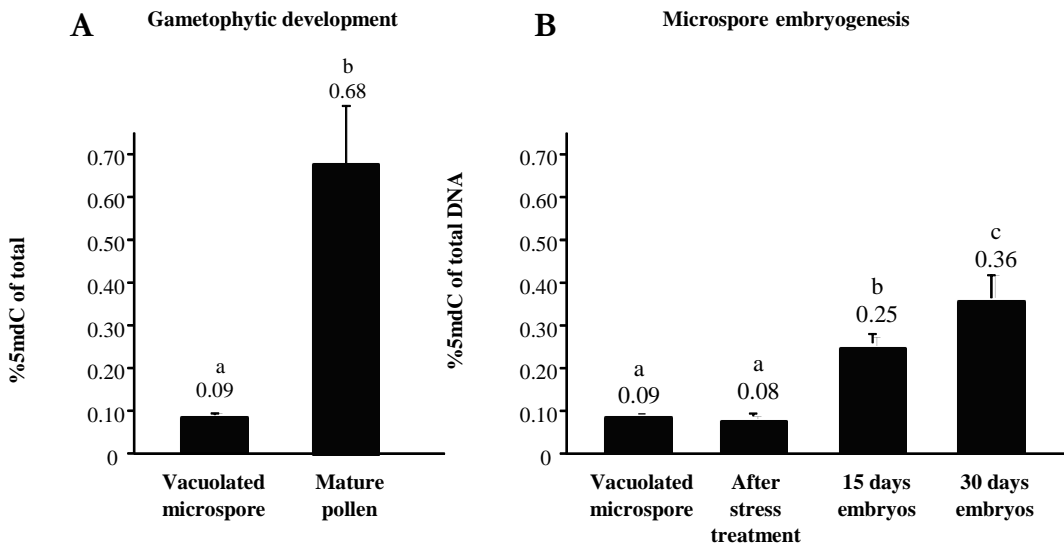 A
Gametophytic development
b
0.68
0.70
0.60
0.50
0.40
0.30
0.20
0.10
0
%5mdC of total
a
0.09
Vacuolated
microspore
Mature
pollen
B
Microspore embryogenesis
0.70
0.60
0.50
0.40
0.30
0.20
0.10
0
%5mdC of total DNA
a
0.09
a
0.08
b
0.25
c
0.36
Vacuolated
microspore
After
stress
treatment
15 days
embryos
30 days
embryos